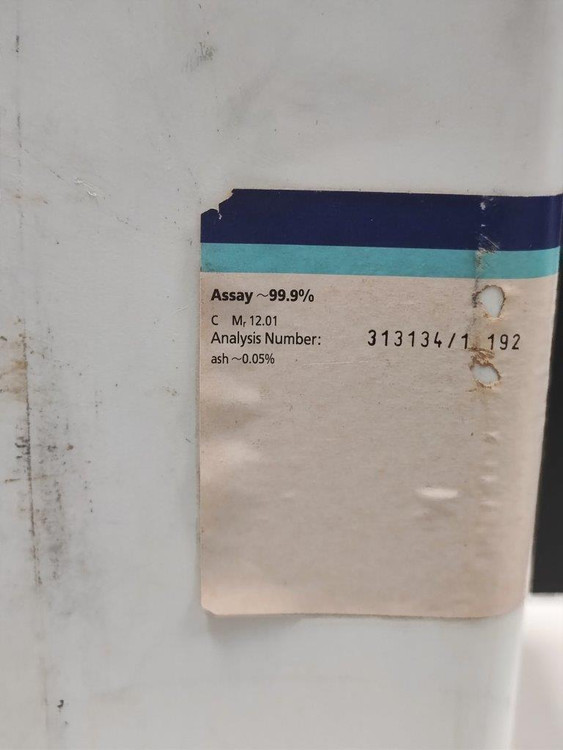 Assay ~99.9%
C Mr 12.01
Analysis Number: 313134/1 192
ash ~0.05%